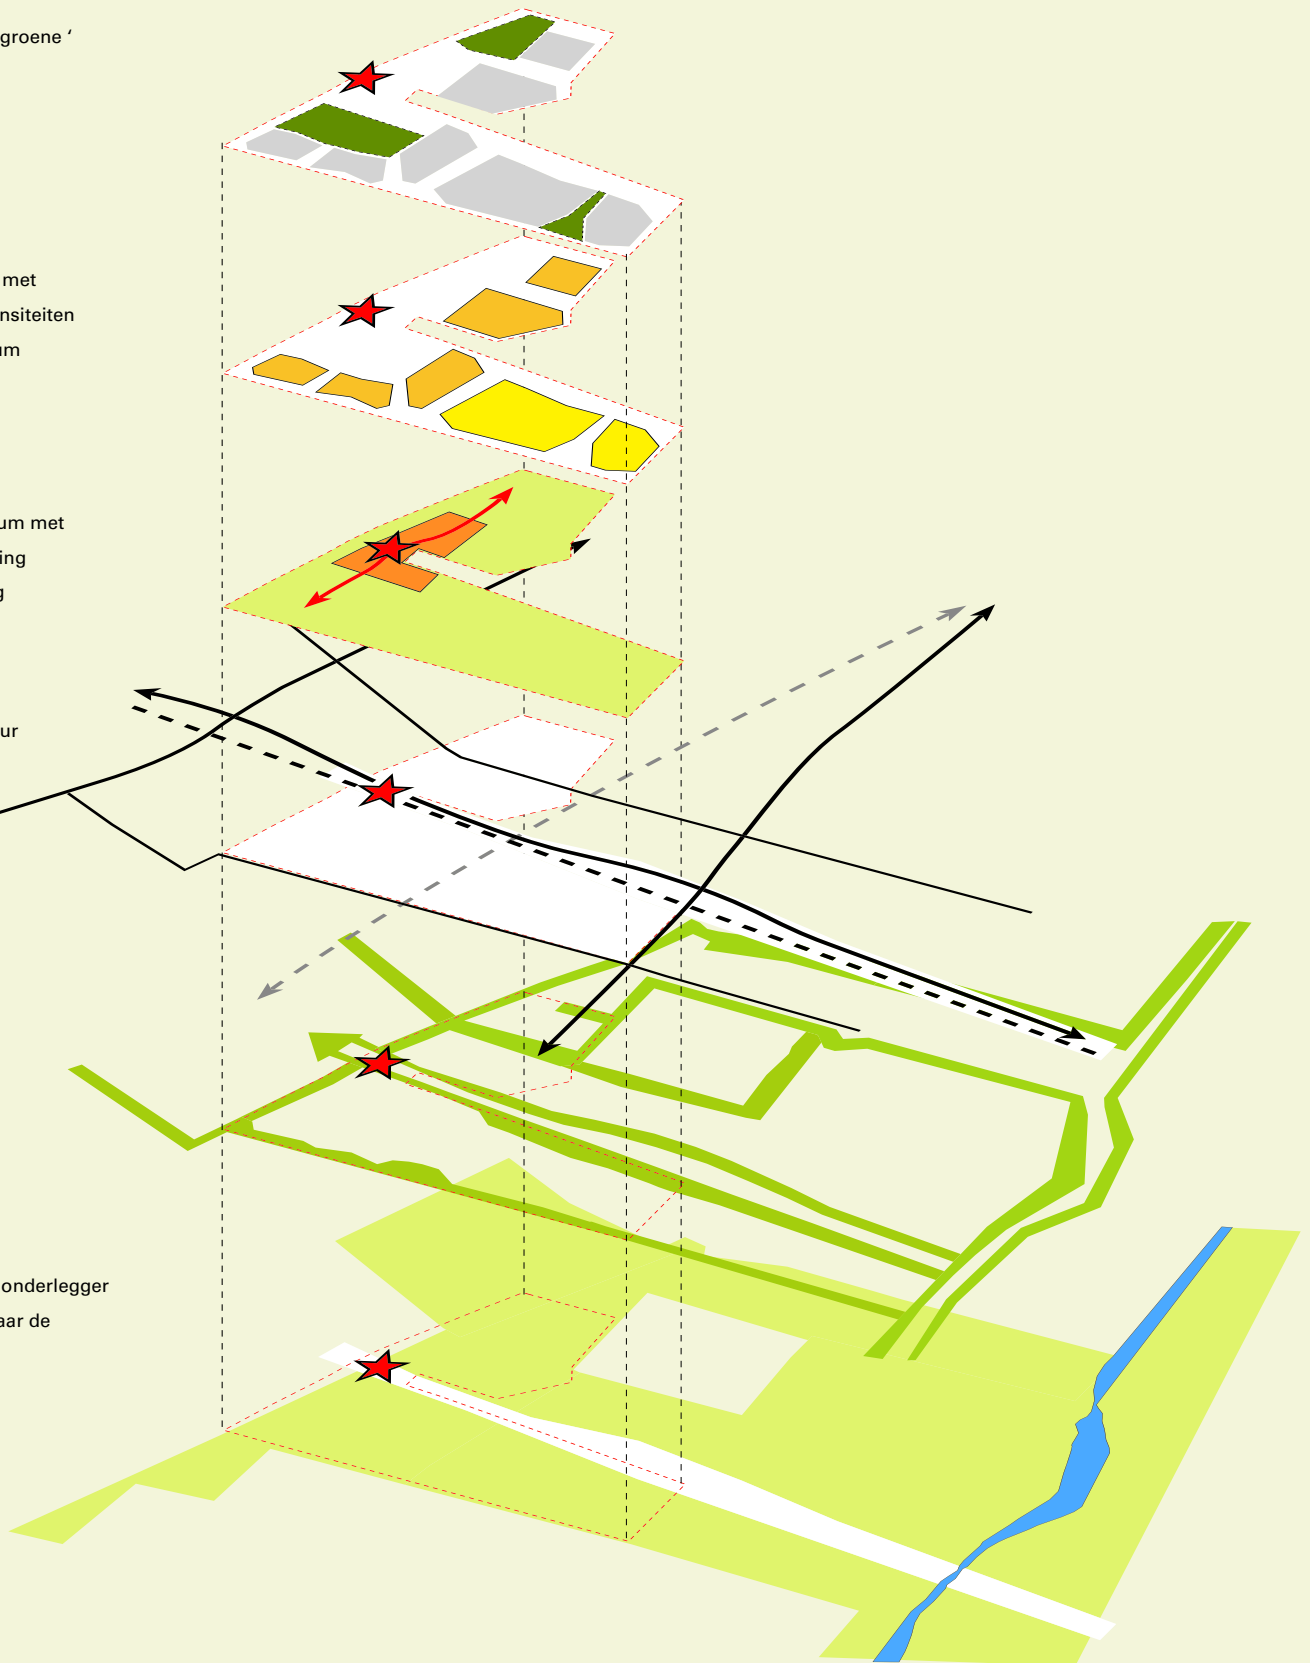 groene ‘
met
nsiteiten
um
um met
ing
g
ur
onderlegger
aar de